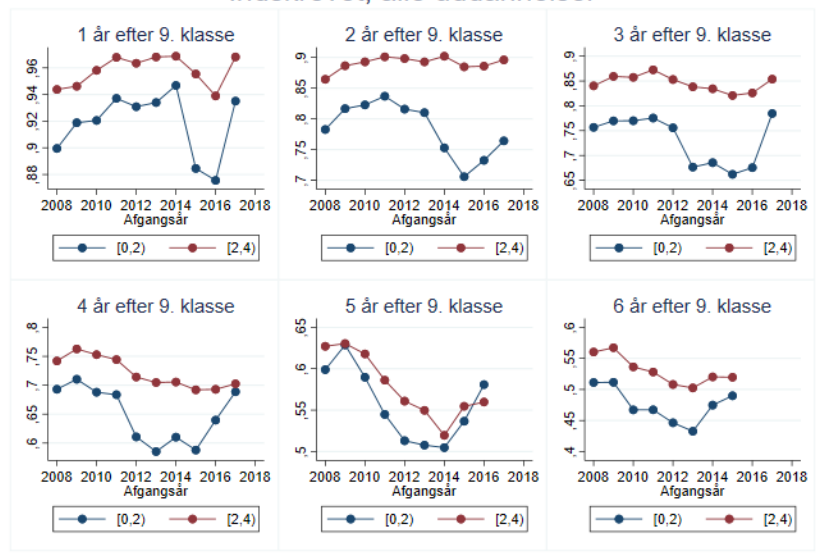 Indskrevet, alle uddannelser
1 år efter 9. klasse
,96
,94
,92
,9
,88
2008 2010 2012 2014 2016 2018
Afgangsår
[0,2) [2,4)
2 år efter 9. klasse
,9
,85
,8
,75
,7
2008 2010 2012 2014 2016 2018
Afgangsår
[0,2) [2,4)
3 år efter 9. klasse
,9
,85
,8
,75
,7
,65
2008 2010 2012 2014 2016 2018
Afgangsår
[0,2) [2,4)
4 år efter 9. klasse
,8
,75
,7
,65
,6
2008 2010 2012 2014 2016 2018
Afgangsår
[0,2) [2,4)
5 år efter 9. klasse
,65
,6
,55
,5
2008 2010 2012 2014 2016 2018
Afgangsår
[0,2) [2,4)
6 år efter 9. klasse
,6
,55
,5
,45
,4
2008 2010 2012 2014 2016 2018
Afgangsår
[0,2) [2,4)